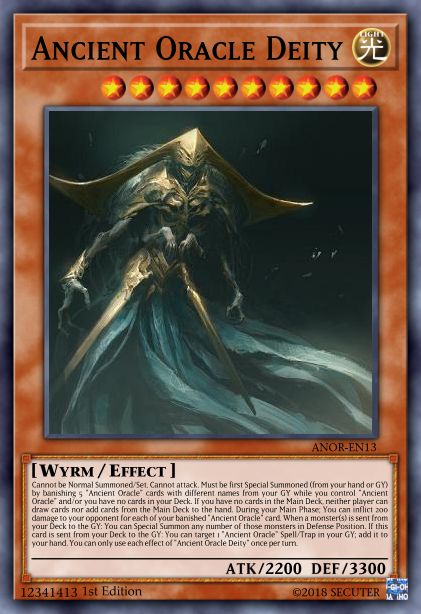 ANCIENT ORACLE DEITY
LIGHT
光
ANOR-EN13
[WYRM / EFFECT]
Cannot be Normal Summoned/Set. Cannot attack. Must be first Special Summoned (from your hand or GY)
by banishing 5 "Ancient Oracle" cards with different names from your GY while you control "Ancient
Oracle" and/or you have no cards in your Deck. If you have no cards in the Main Deck, neither player can
draw cards nor add cards from the Main Deck to the hand. During your Main Phase; You can inflict 200
damage to your opponent for each of your banished "Ancient Oracle" card. When a monster(s) is sent from
your Deck to the GY: You can Special Summon any number of those monsters in Defense Position. If this
card is sent from your Deck to the GY: You can target 1 "Ancient Oracle" Spell/Trap in your GY; add it to
your hand. You can only use each effect of "Ancient Oracle Deity" once per turn.
ATK/2200 DEF/3300
12341413 1st Edition ©2018 SECUTER